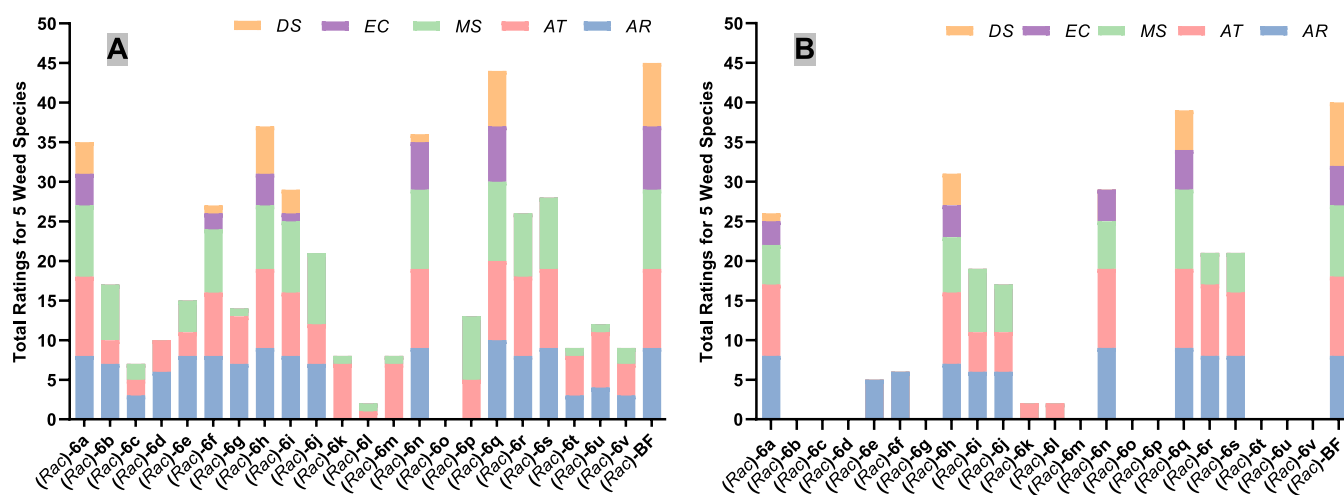 A
DS EC MS AT AR
Total Ratings for 5 Weed Species
50
45
40
35
30
25
20
15
10
5
0
(Rac)-6a (Rac)-6b (Rac)-6c (Rac)-6d (Rac)-6e (Rac)-6f (Rac)-6g (Rac)-6h (Rac)-6i (Rac)-6j (Rac)-6k (Rac)-6l (Rac)-6m (Rac)-6n (Rac)-6o (Rac)-6p (Rac)-6q (Rac)-6r (Rac)-6s (Rac)-6t (Rac)-6u (Rac)-6v (Rac)-BF
B
DS EC MS AT AR
Total Ratings for 5 Weed Species
50
45
40
35
30
25
20
15
10
5
0
(Rac)-6a (Rac)-6b (Rac)-6c (Rac)-6d (Rac)-6e (Rac)-6f (Rac)-6g (Rac)-6h (Rac)-6i (Rac)-6j (Rac)-6k (Rac)-6l (Rac)-6m (Rac)-6n (Rac)-6o (Rac)-6p (Rac)-6q (Rac)-6r (Rac)-6s (Rac)-6t (Rac)-6u (Rac)-6v (Rac)-BF